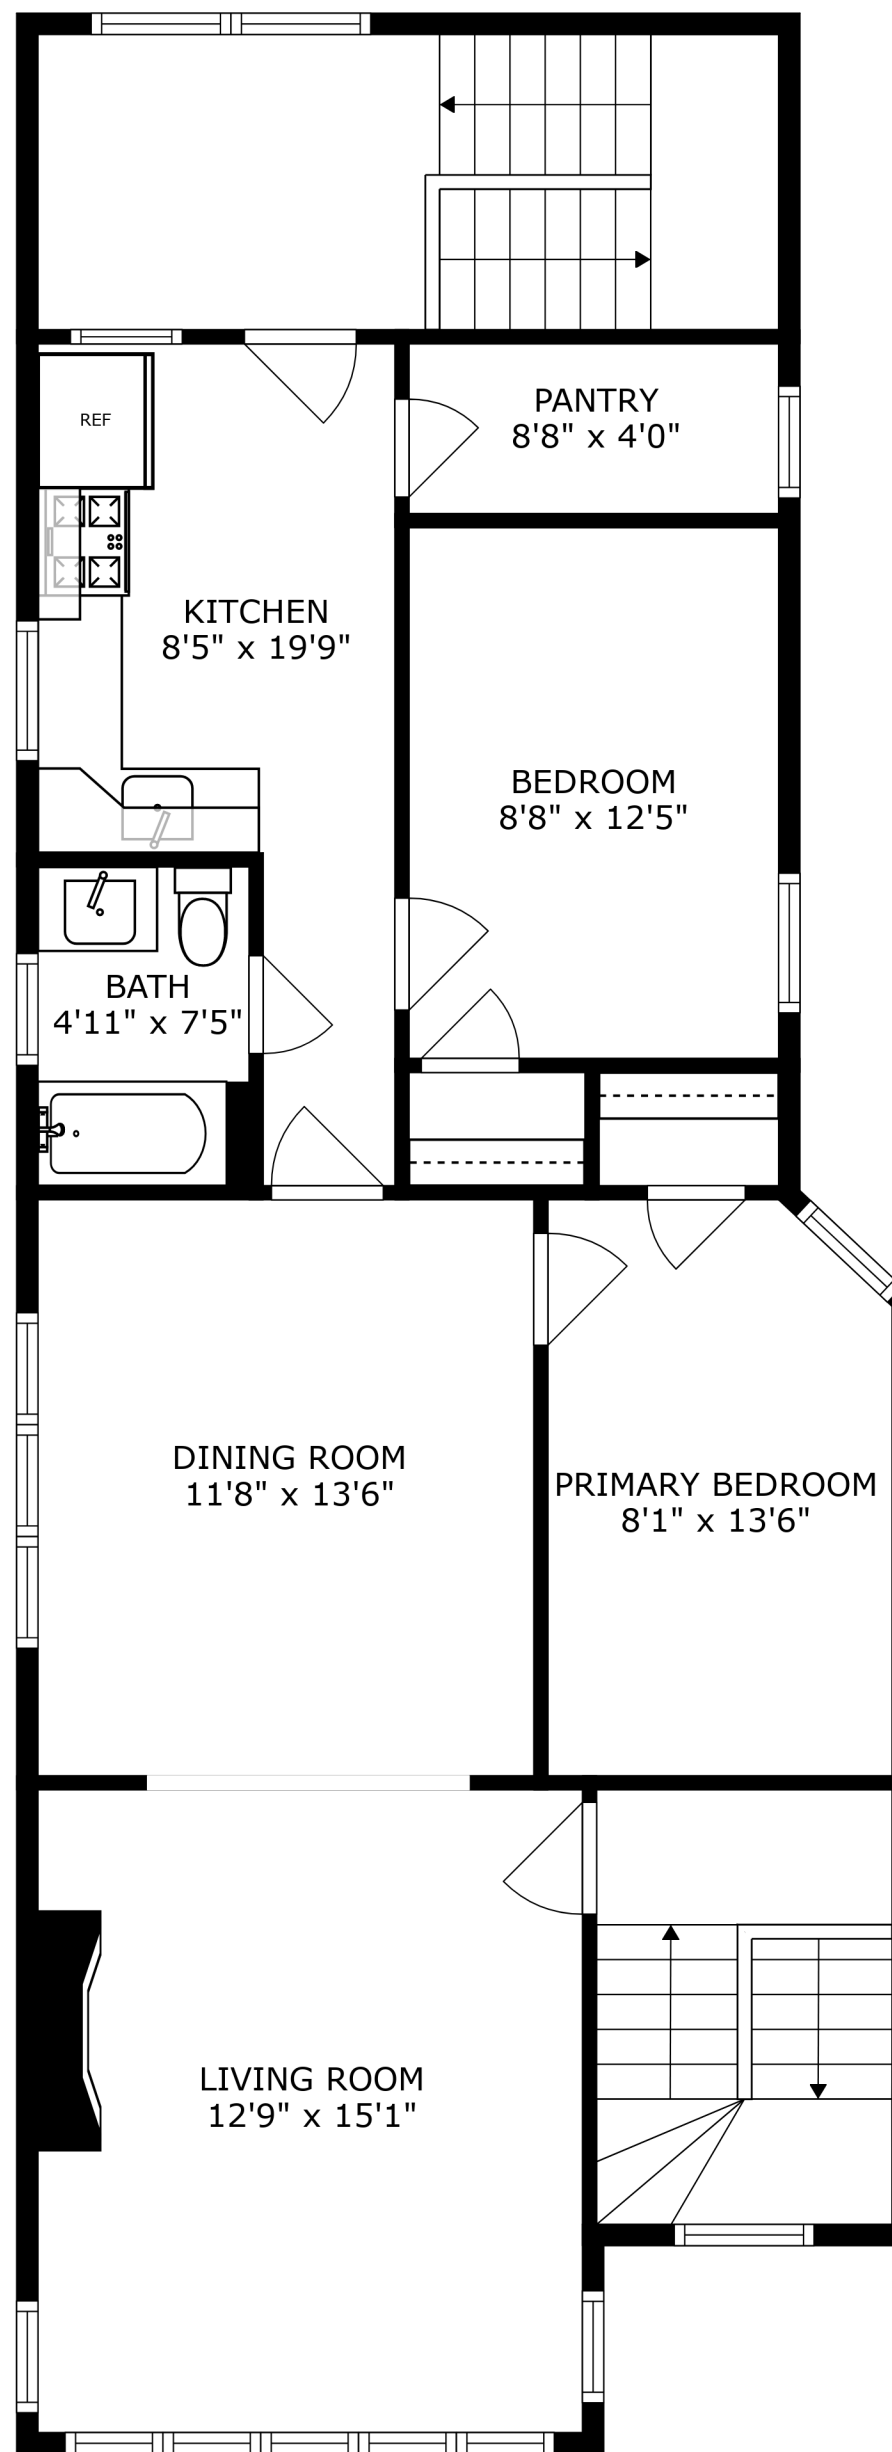 PANTRY
8'8" x 4'0"
REF
KITCHEN
8'5" x 19'9"
BEDROOM
8'8" x 12'5"
BATH
4'11" x 7'5"
DINING ROOM
11'8" x 13'6"
PRIMARY BEDROOM
8'1" x 13'6"
LIVING ROOM
12'9" x 15'1"